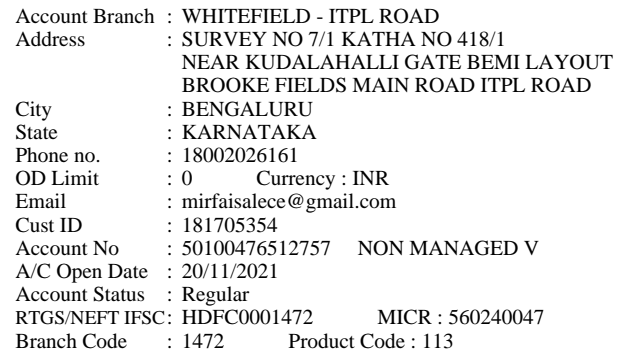 Account Branch : WHITEFIELD - ITPL ROAD
Address : SURVEY NO 7/1 KATHA NO 418/1
NEAR KUDALAHALLI GATE BEMI LAYOUT
BROOKE FIELDS MAIN ROAD ITPL ROAD
City : BENGALURU
State : KARNATAKA
Phone no. : 18002026161
OD Limit : 0 Currency : INR
Email : mirfaisalece@gmail.com
Cust ID : 181705354
Account No : 50100476512757 NON MANAGED V
A/C Open Date : 20/11/2021
Account Status : Regular
RTGS/NEFT IFSC: HDFC0001472 MICR : 560240047
Branch Code : 1472 Product Code : 113